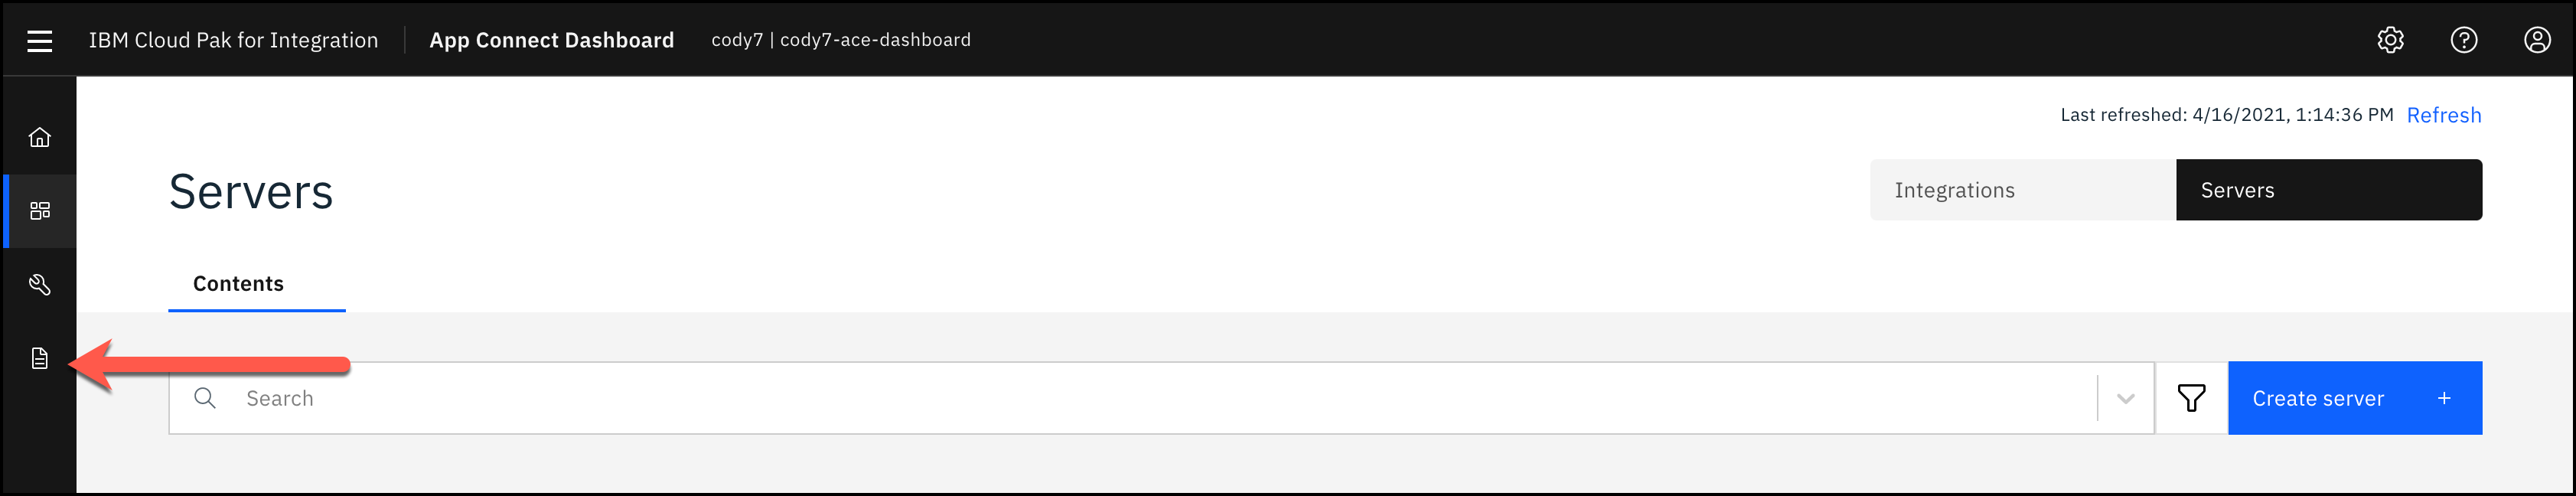 IBM Cloud Pak for Integration App Connect Dashboard cody7 | cody7-ace-dashboard
Last refreshed: 4/16/2021, 1:14:36 PM Refresh
Servers
Integrations Servers
Contents
Search
Create server +